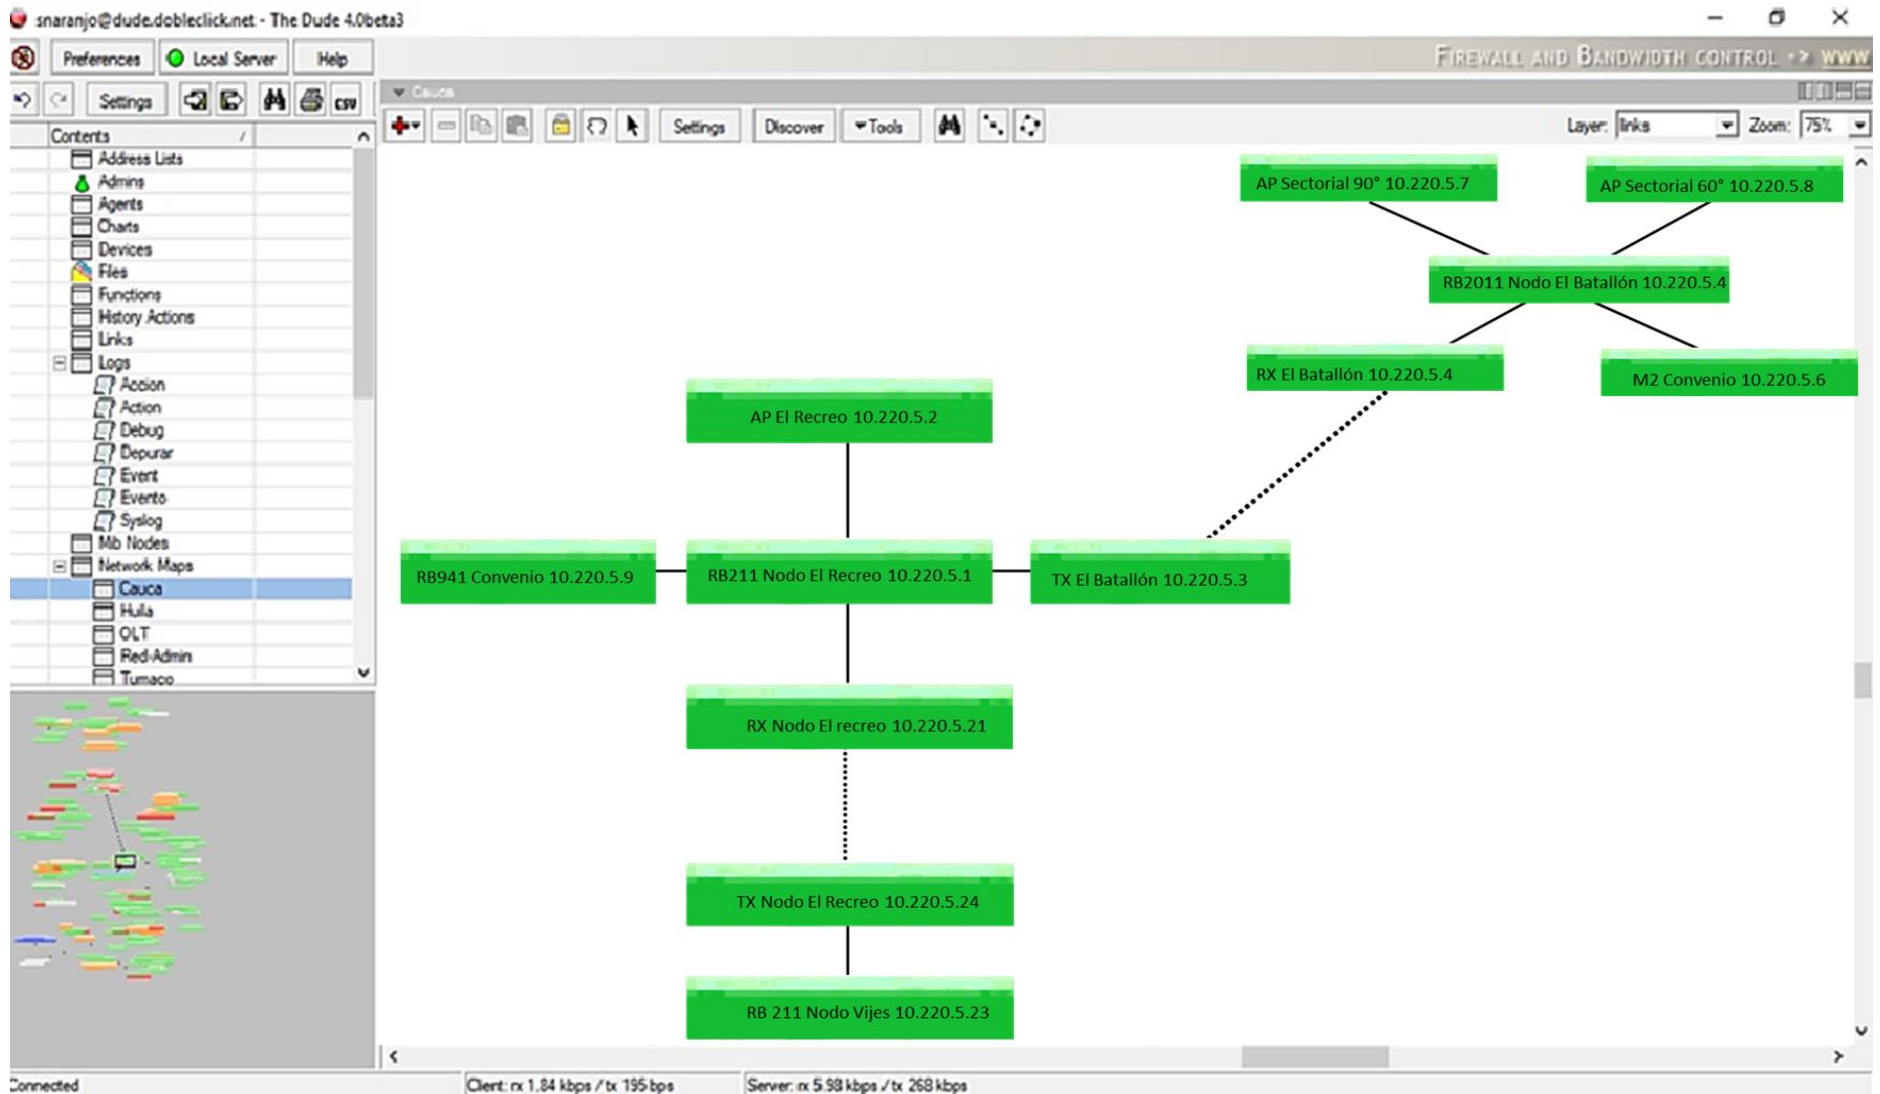 snaranjo@dude.dobleclick.net - The Dude 4.0beta3
Preferences Local Server Help
FIREWALL AND BANDWIDTH CONTROL -> WWW
Settings CSV
Cauca
Settings Discover Tools
Layer: links Zoom: 75%
Contents
Address Lists
Admins
Agents
Charts
Devices
Files
Functions
History Actions
Links
Logs
Accion
Action
Debug
Depurar
Event
Evento
Syslog
Mb Nodes
Network Maps
Cauca
Huila
OLT
Red-Admin
Tumaco
AP Sectorial 90° 10.220.5.7
AP Sectorial 60° 10.220.5.8
RB2011 Nodo El Batallón 10.220.5.4
RX El Batallón 10.220.5.4
M2 Convenio 10.220.5.6
AP El Recreo 10.220.5.2
RB941 Convenio 10.220.5.9
RB211 Nodo El Recreo 10.220.5.1
TX El Batallón 10.220.5.3
RX Nodo El recreo 10.220.5.21
TX Nodo El Recreo 10.220.5.24
RB 211 Nodo Vijes 10.220.5.23
Connected
Client: rx 1.84 kbps / tx 195 bps
Server: rx 5.98 kbps / tx 268 kbps